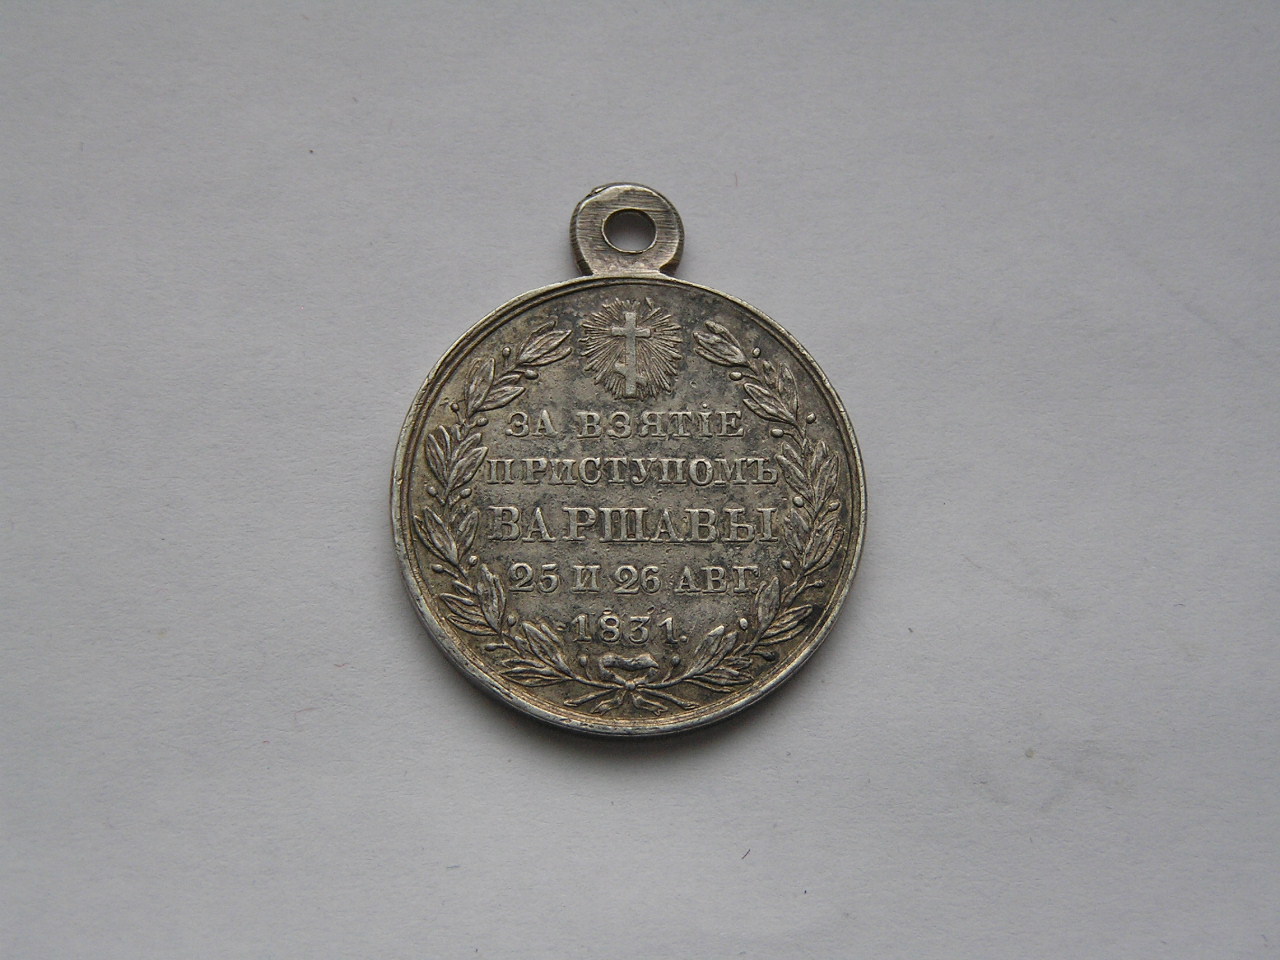 ЗА ВЗЯТІЕ
ПРИСТУПОМЪ
ВАРШАВЫ
25 И 26 АВГ.
1831.